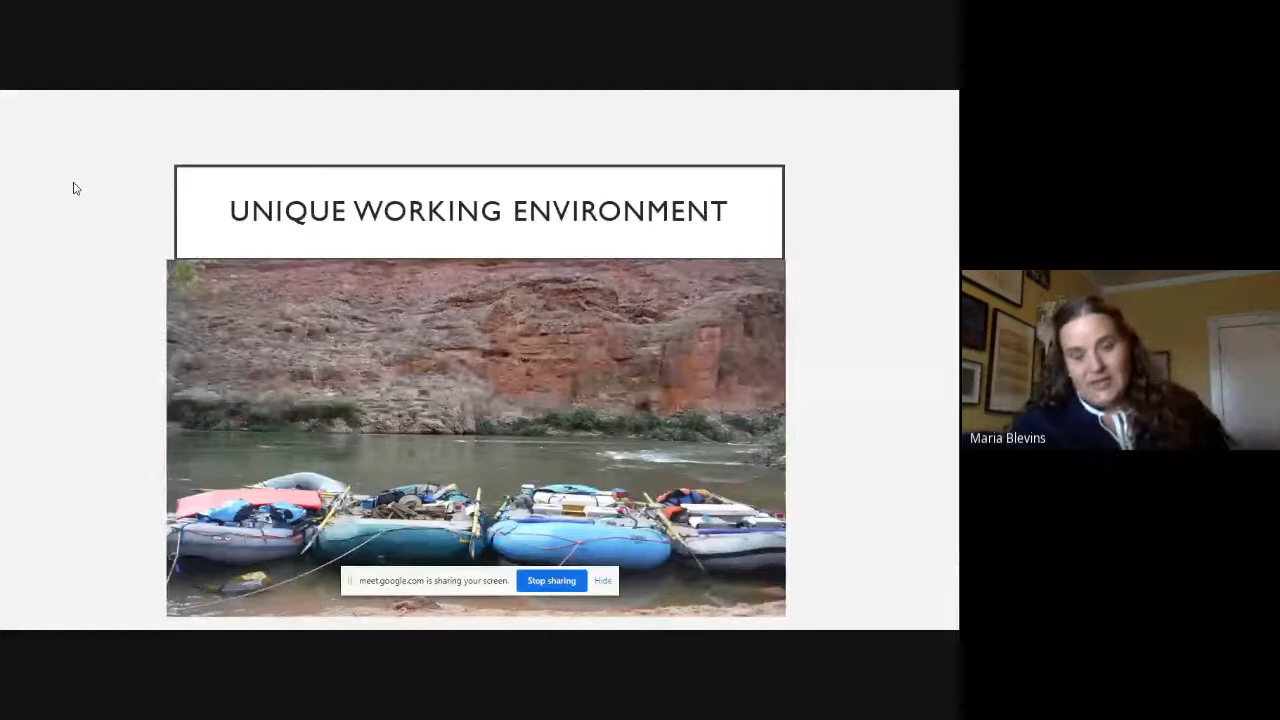 UNIQUE WORKING ENVIRONMENT
meet.google.com is sharing your screen. Stop sharing Hide
Maria Blevins